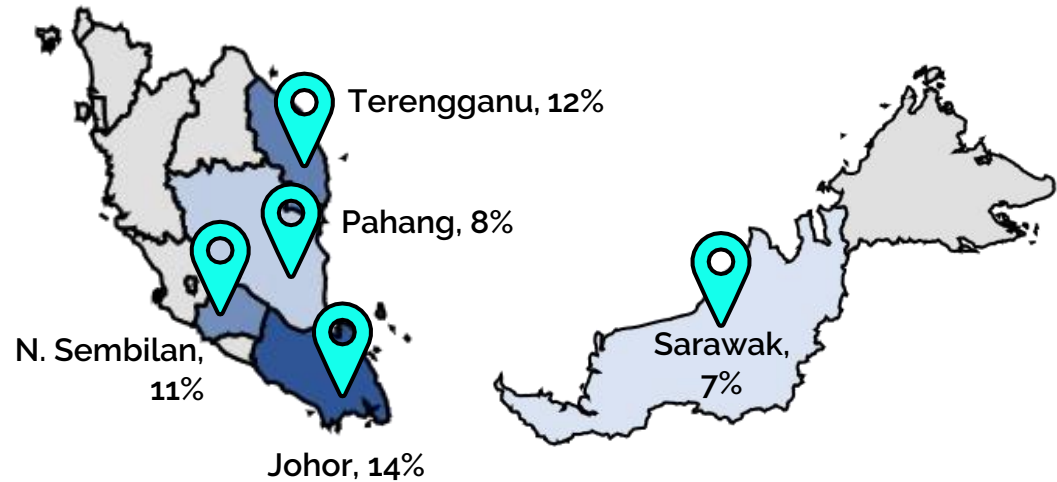 Terengganu, 12%
Pahang, 8%
N. Sembilan,
11%
Johor, 14%
Sarawak,
7%